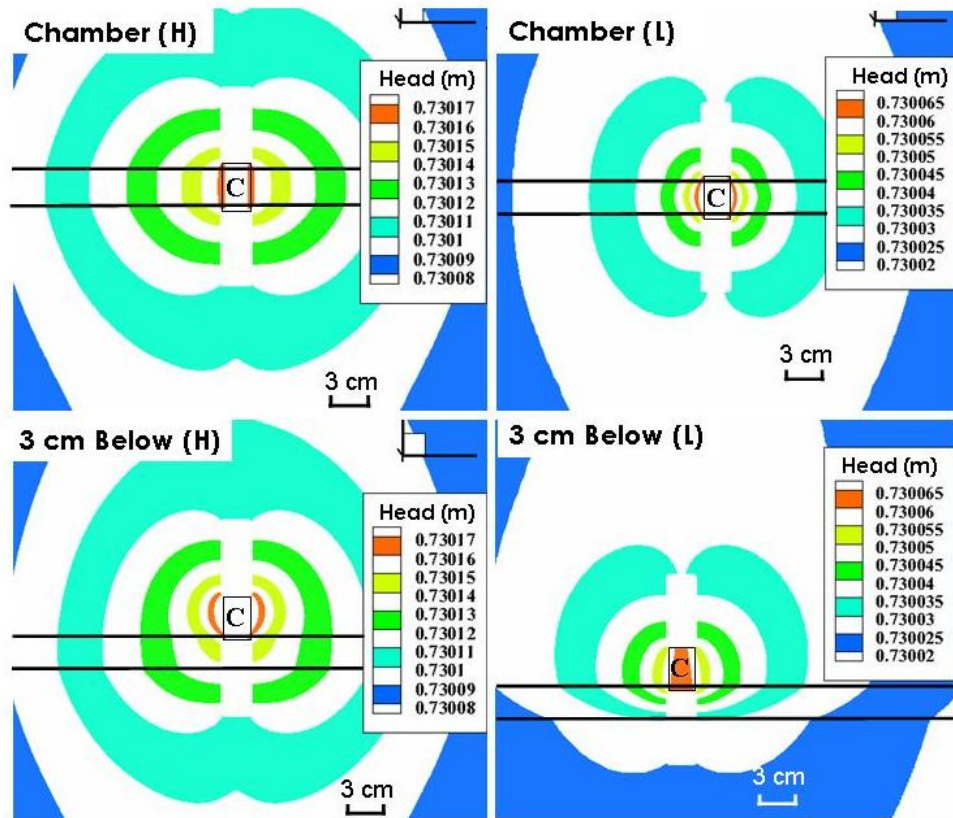 Chamber (H)
Head (m)
0.73017
0.73016
0.73015
0.73014
0.73013
0.73012
0.73011
0.7301
0.73009
0.73008
C
3 cm
Chamber (L)
Head (m)
0.730065
0.73006
0.730055
0.73005
0.730045
0.73004
0.730035
0.73003
0.730025
0.73002
C
3 cm
3 cm Below (H)
Head (m)
0.73017
0.73016
0.73015
0.73014
0.73013
0.73012
0.73011
0.7301
0.73009
0.73008
C
3 cm
3 cm Below (L)
Head (m)
0.730065
0.73006
0.730055
0.73005
0.730045
0.73004
0.730035
0.73003
0.730025
0.73002
C
3 cm